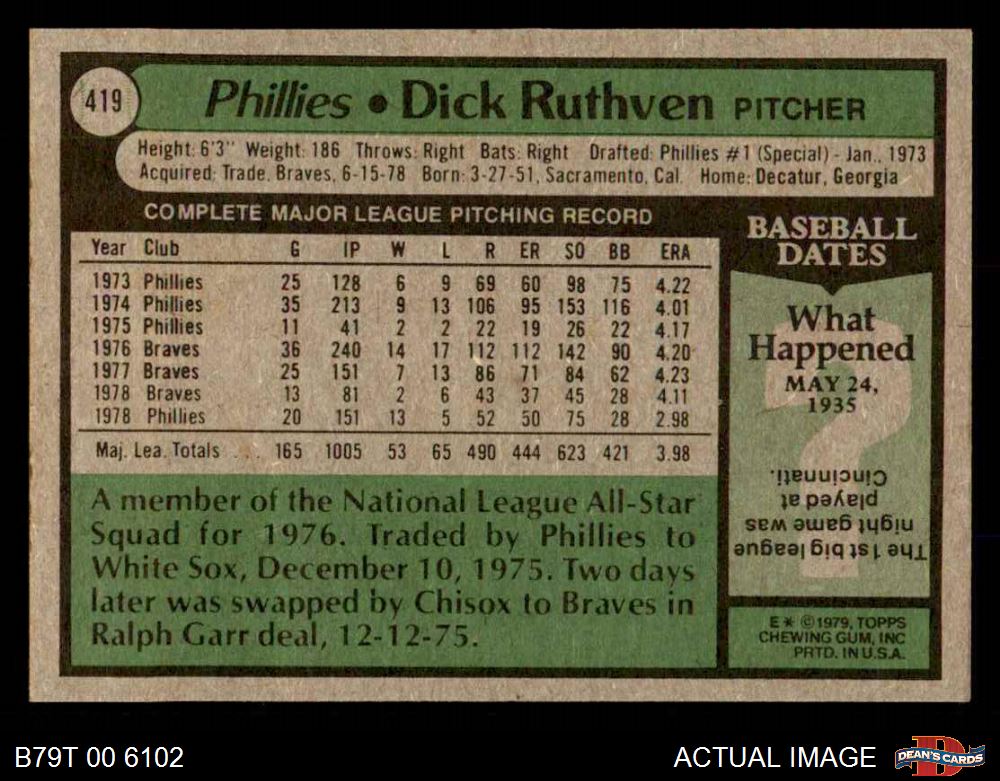 419
Phillies • Dick Ruthven PITCHER
Height: 6'3" Weight: 186 Throws: Right Bats: Right Drafted: Phillies #1 (Special) - Jan., 1973
Acquired: Trade, Braves, 6-15-78 Born: 3-27-51, Sacramento, Cal. Home: Decatur, Georgia
COMPLETE MAJOR LEAGUE PITCHING RECORD
Year Club G IP W L R ER SO BB ERA
1973 Phillies 25 128 6 9 69 60 98 75 4.22
1974 Phillies 35 213 9 13 106 95 153 116 4.01
1975 Phillies 11 41 2 2 22 19 26 22 4.17
1976 Braves 36 240 14 17 112 112 142 90 4.20
1977 Braves 25 151 7 13 86 71 84 62 4.23
1978 Braves 13 81 2 6 43 37 45 28 4.11
1978 Phillies 20 151 13 5 52 50 75 28 2.98
Maj. Lea. Totals ... 165 1005 53 65 490 444 623 421 3.98
A member of the National League All-Star
Squad for 1976. Traded by Phillies to
White Sox, December 10, 1975. Two days
later was swapped by Chisox to Braves in
Ralph Garr deal, 12-12-75.
BASEBALL
DATES
What
Happened
MAY 24,
1935
?
The 1st big league
night game was
played at
Cincinnati.
E * © 1979, TOPPS
CHEWING GUM, INC
PRTD. IN U.S.A.
B79T 00 6102
ACTUAL IMAGE
D
DEAN'S CARDS